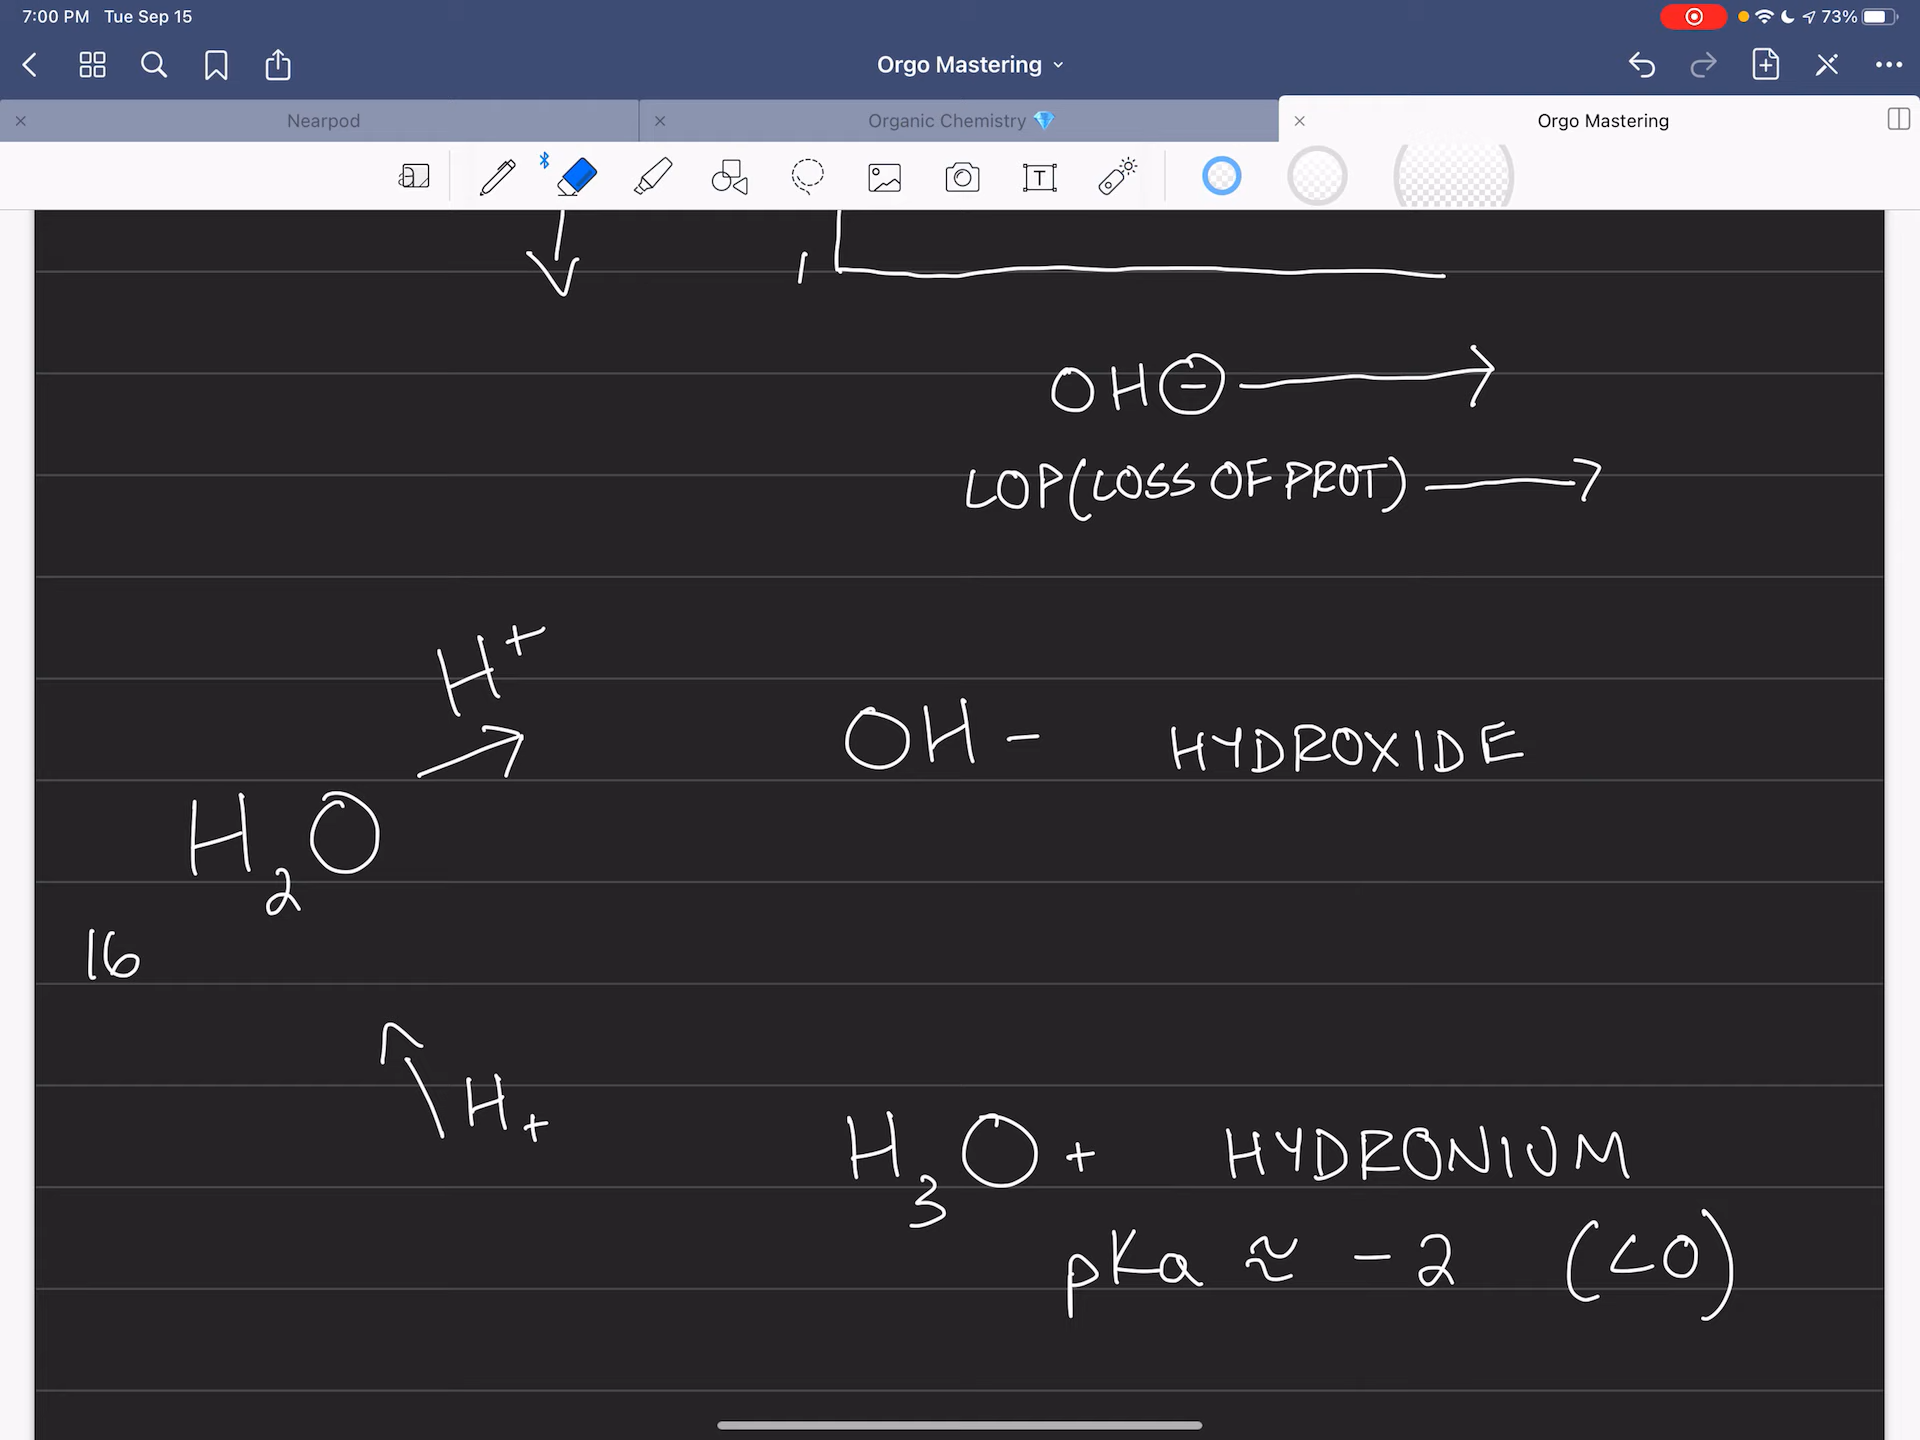 7:00 PM Tue Sep 15 73%
Orgo Mastering
Nearpod Organic Chemistry 💎 Orgo Mastering
T
1
OH⊖ →
LOP (LOSS OF PROT) →
H+
OH - HYDROXIDE
H2O
16
H+
H3O+ HYDRONIUM
pKa ≈ -2 (<0)